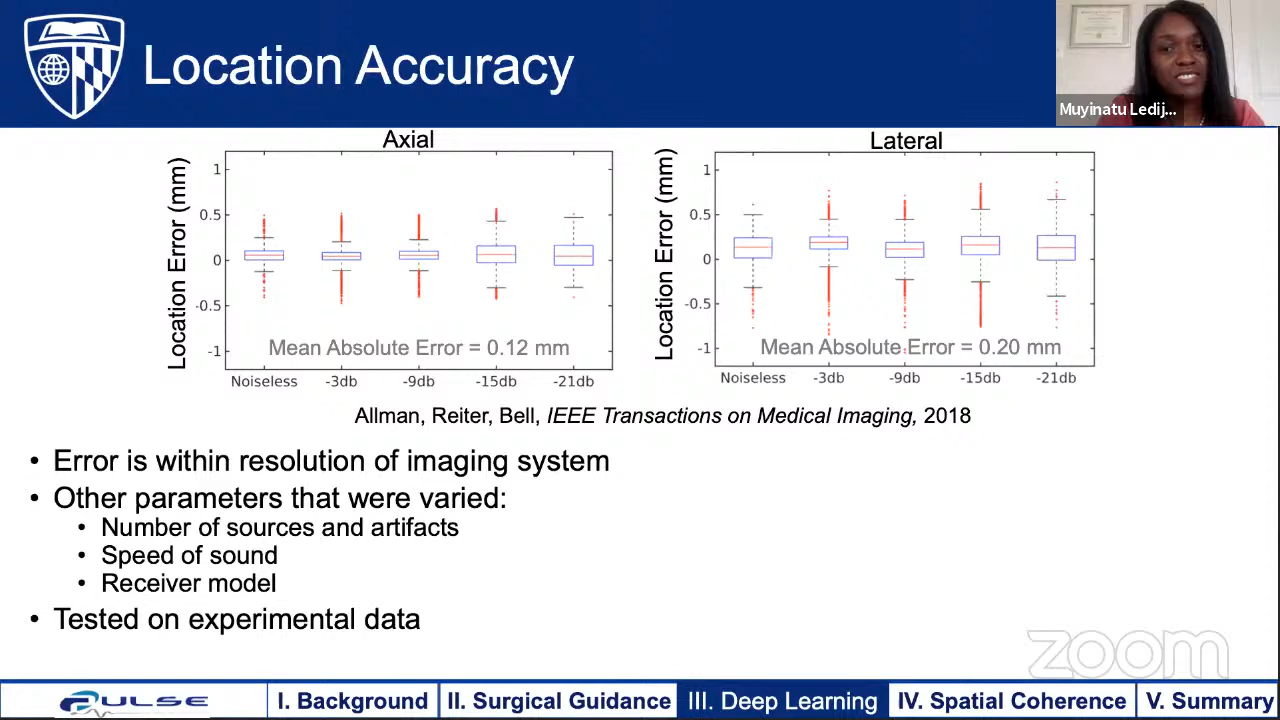 Location Accuracy
Muyinatu Ledij...
Axial
Location Error (mm)
1
0.5
0
-0.5
-1
Mean Absolute Error = 0.12 mm
Noiseless -3db -9db -15db -21db
Lateral
Location Error (mm)
1
0.5
0
-0.5
-1
Mean Absolute Error = 0.20 mm
Noiseless -3db -9db -15db -21db
Allman, Reiter, Bell, IEEE Transactions on Medical Imaging, 2018
• Error is within resolution of imaging system
• Other parameters that were varied:
• Number of sources and artifacts
• Speed of sound
• Receiver model
• Tested on experimental data
zoom
PULSE I. Background II. Surgical Guidance III. Deep Learning IV. Spatial Coherence V. Summary